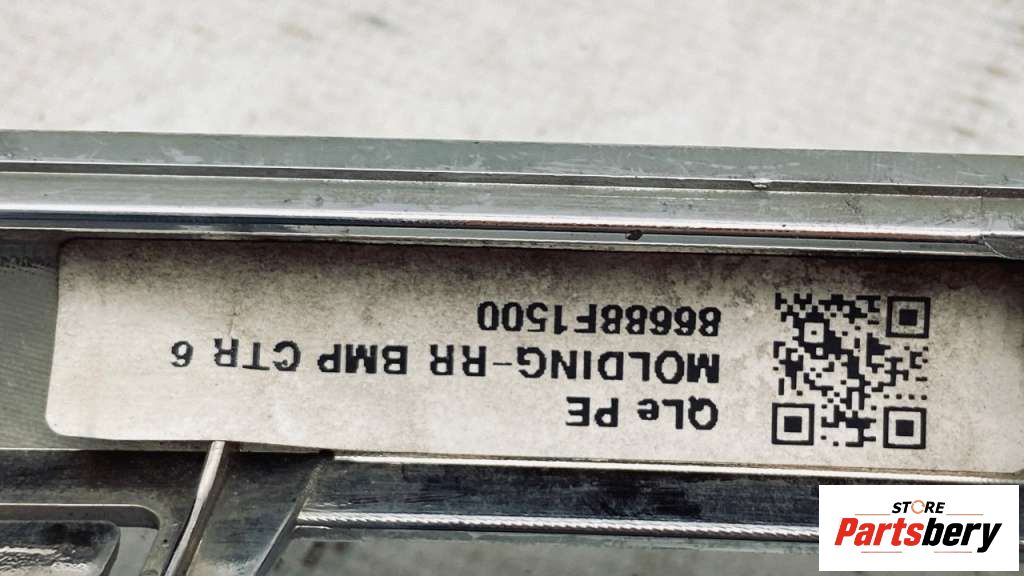 QLe PE
MOLDING-RR BMP CTR 6
86688F1500
STORE
Partsbery